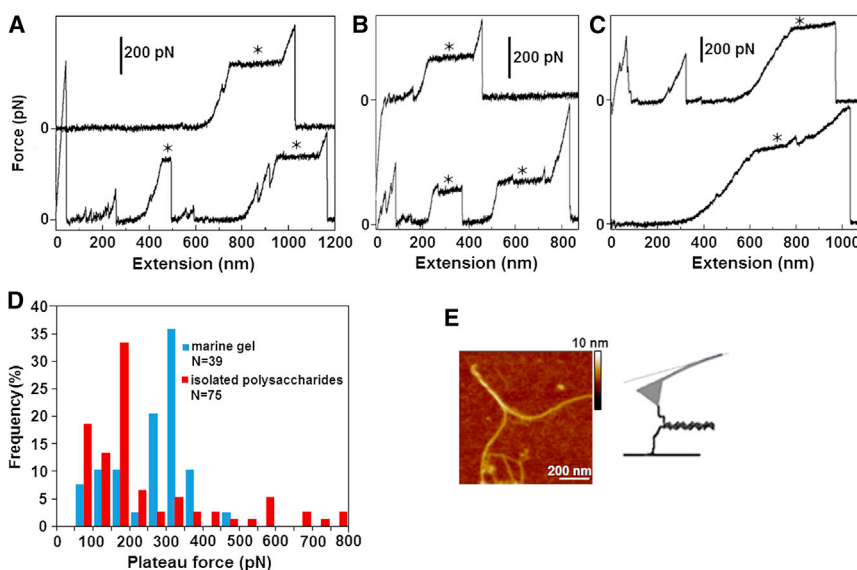 A
B
C
Force (pN)
200 pN
*
0
*
*
0
0 200 400 600 800 1000 1200
Extension (nm)
200 pN
*
0
*
*
0
0 200 400 600 800
Extension (nm)
200 pN
*
0
*
0
0 200 400 600 800 1000
Extension (nm)
D
Frequency (%)
40
35
30
25
20
15
10
5
0
marine gel
N=39
isolated polysaccharides
N=75
100 200 300 400 500 600 700 800
Plateau force (pN)
E
10 nm
200 nm